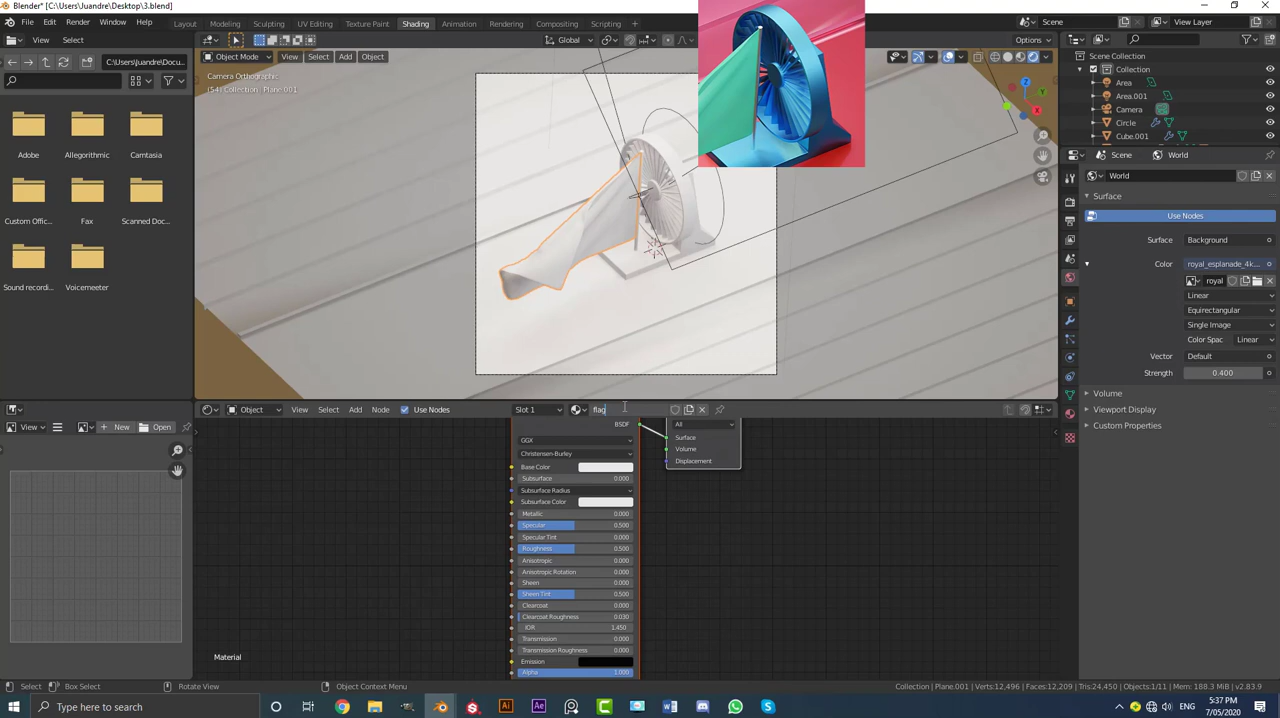 Blender* [C:\Users\Juandre\Desktop\3.blend]
File Edit Render Window Help Layout Modeling Sculpting UV Editing Texture Paint Shading Animation Rendering Compositing Scripting Scene View Layer
View Select Global Options
C:\Users\Juandre\Docu...
Object Mode View Select Add Object
Camera Orthographic
(54) Collection | Plane.001
Adobe Allegorithmic Camtasia
Custom Offic... Fax Scanned Doc...
Sound recordi... Voicemeeter
Scene Collection
Collection
Area
Area.001
Camera
Circle
Cube.001
Scene World
World
Surface
Use Nodes
Surface Background
Color royal_esplanade_4k...
royal
Linear
Equirectangular
Single Image
Color Spac Linear
Vector Default
Strength 0.400
Volume
Viewport Display
Custom Properties
Object View Select Add Node Use Nodes Slot 1 flag
View New Open
BSDF
GGX
Christensen-Burley
Base Color
Subsurface 0.000
Subsurface Radius
Subsurface Color
Metallic 0.000
Specular 0.500
Specular Tint 0.000
Roughness 0.500
Anisotropic 0.000
Anisotropic Rotation 0.000
Sheen 0.000
Sheen Tint 0.500
Clearcoat 0.000
Clearcoat Roughness 0.030
IOR 1.450
Transmission 0.000
Transmission Roughness 0.000
Emission
Alpha 1.000
All
Surface
Volume
Displacement
Material
Select Box Select Rotate View Object Context Menu Collection | Plane.001 | Verts:12,496 | Faces:12,209 | Tris:24,450 | Objects:1/11 | Mem: 188.3 MiB | v2.83.9
Type here to search
5:37 PM
7/05/2020